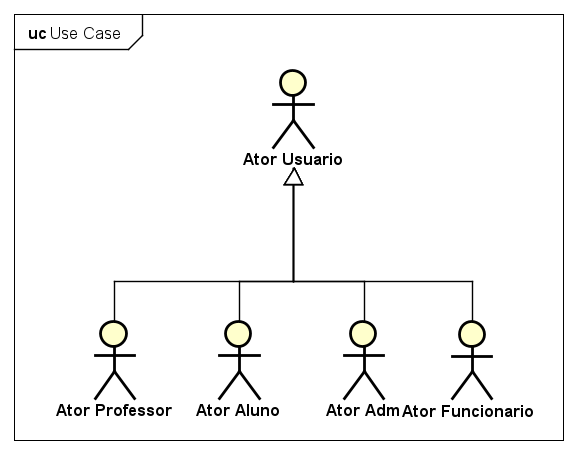 uc Use Case
Ator Usuario
Ator Professor
Ator Aluno
Ator Adm
Ator Funcionario